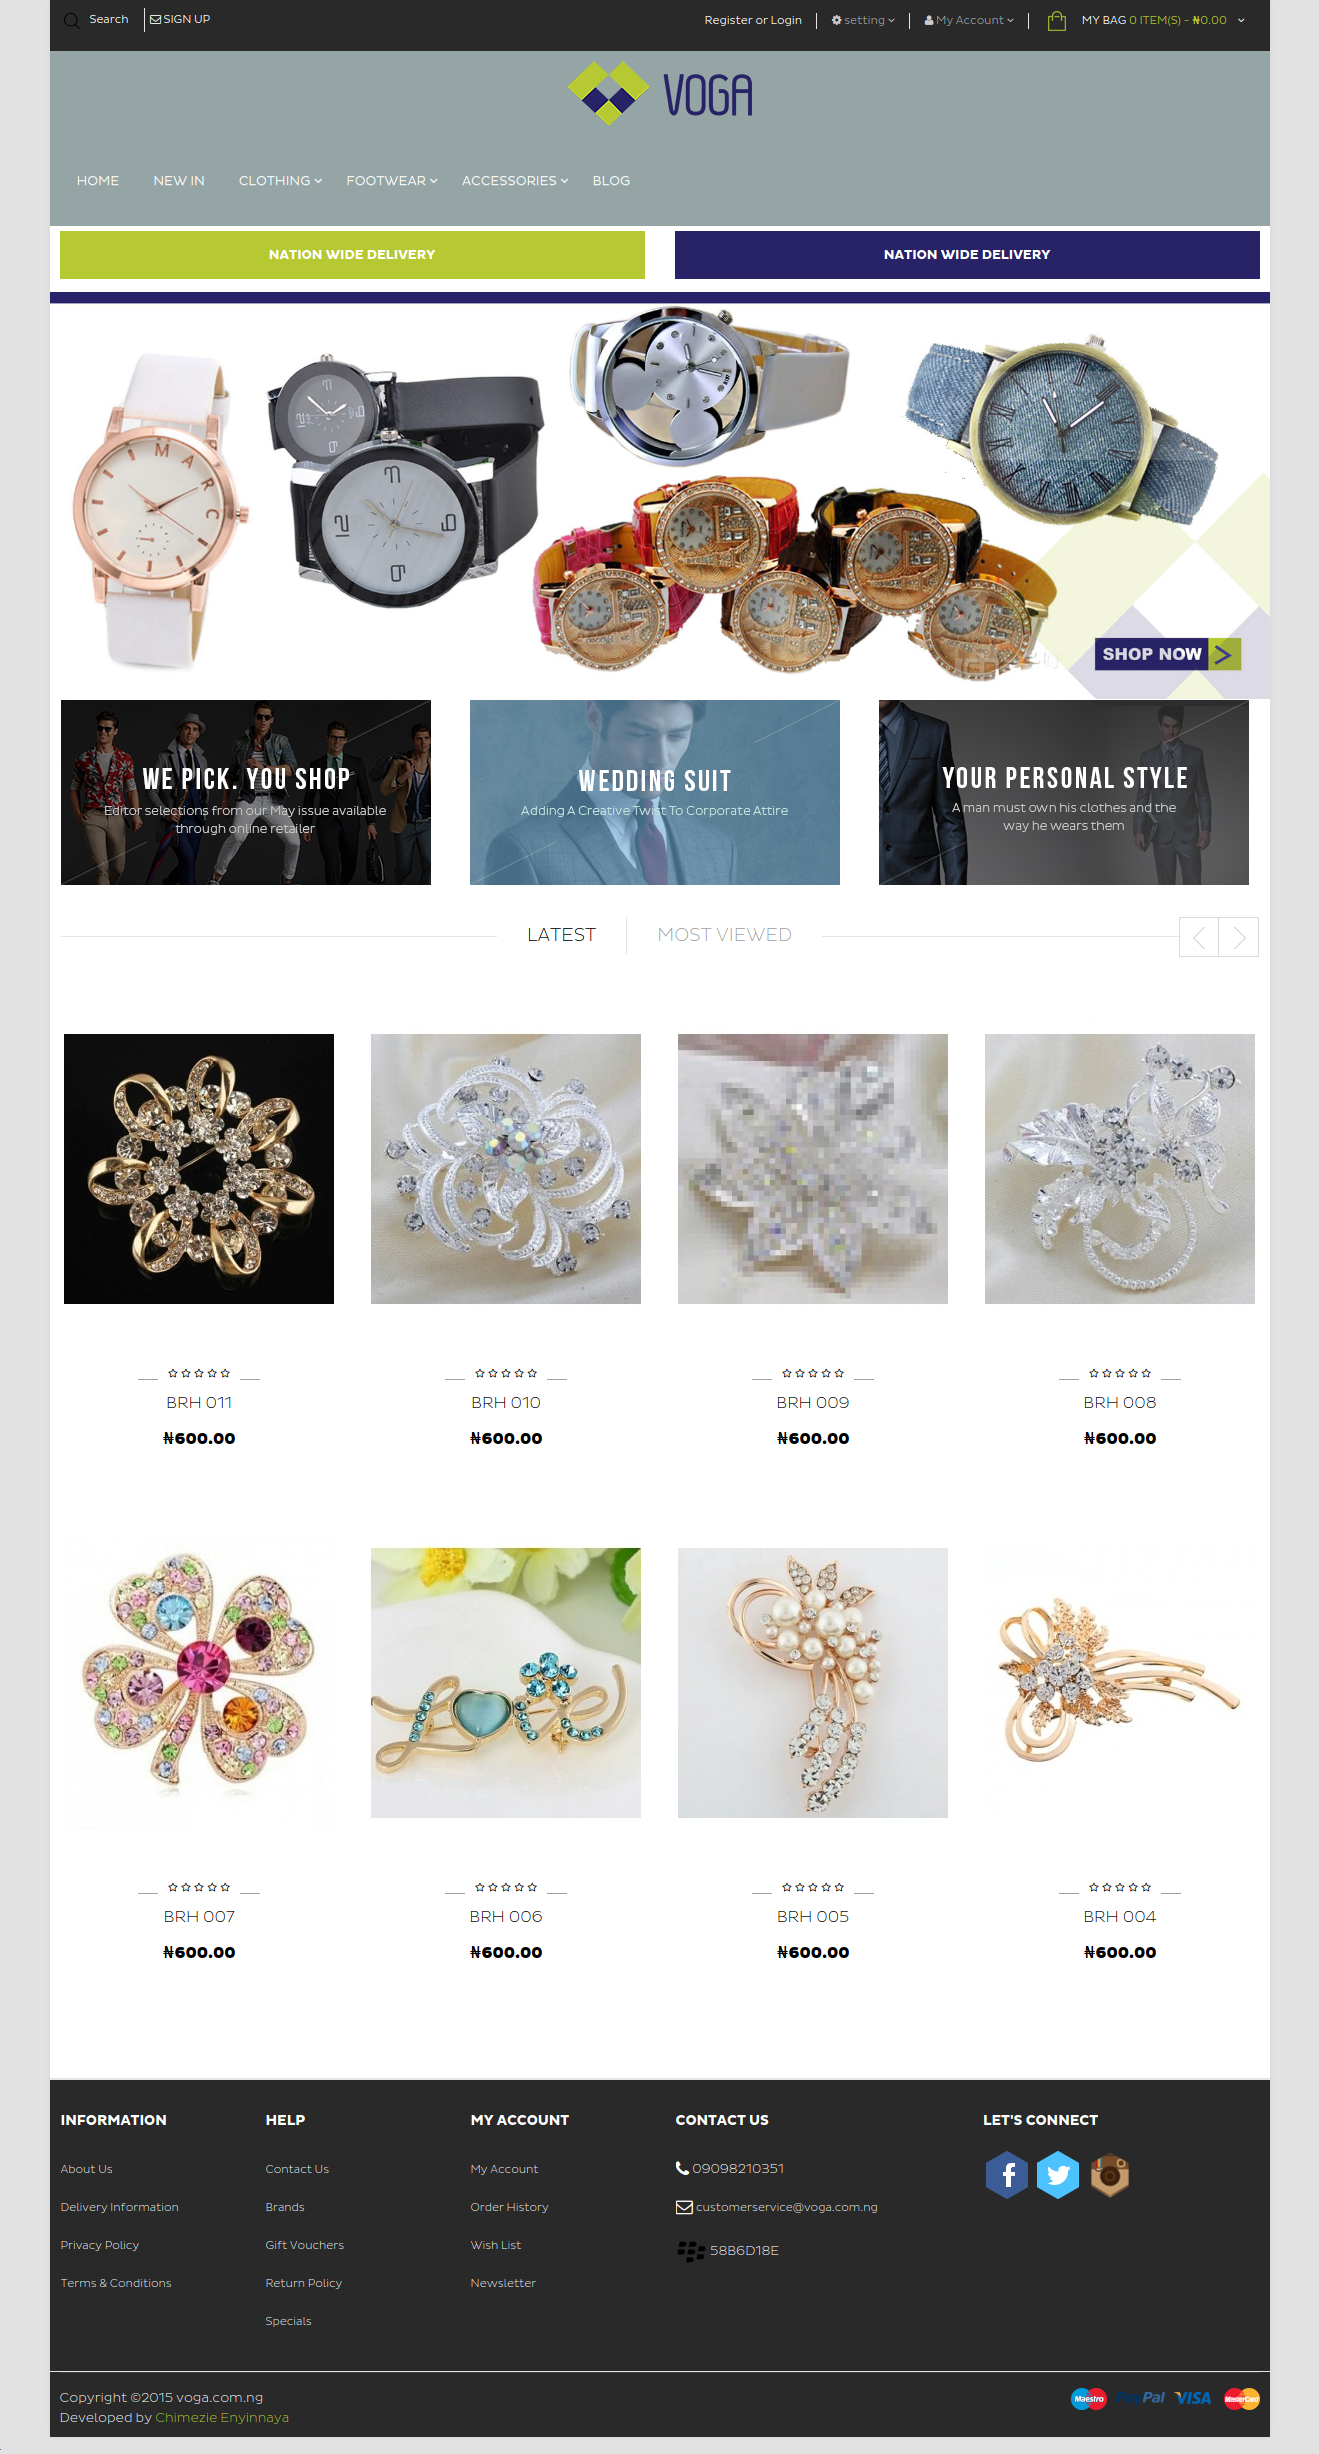 Search
SIGN UP
Register or Login
setting
My Account
MY BAG 0 ITEM(S) - ₦0.00
VOGA
HOME
NEW IN
CLOTHING
FOOTWEAR
ACCESSORIES
BLOG
NATION WIDE DELIVERY
NATION WIDE DELIVERY
MARC
SHOP NOW >
WE PICK. YOU SHOP
Editor selections from our May issue available
through online retailer
WEDDING SUIT
Adding A Creative Twist To Corporate Attire
YOUR PERSONAL STYLE
A man must own his clothes and the
way he wears them
LATEST
MOST VIEWED
BRH 011
₦600.00
BRH 010
₦600.00
BRH 009
₦600.00
BRH 008
₦600.00
BRH 007
₦600.00
BRH 006
₦600.00
BRH 005
₦600.00
BRH 004
₦600.00
INFORMATION
About Us
Delivery Information
Privacy Policy
Terms & Conditions
HELP
Contact Us
Brands
Gift Vouchers
Return Policy
Specials
MY ACCOUNT
My Account
Order History
Wish List
Newsletter
CONTACT US
09098210351
customerservice@voga.com.ng
58B6D18E
LET'S CONNECT
Copyright ©2015 voga.com.ng
Developed by Chimezie Enyinnaya
Maestro
PayPal
VISA
MasterCard